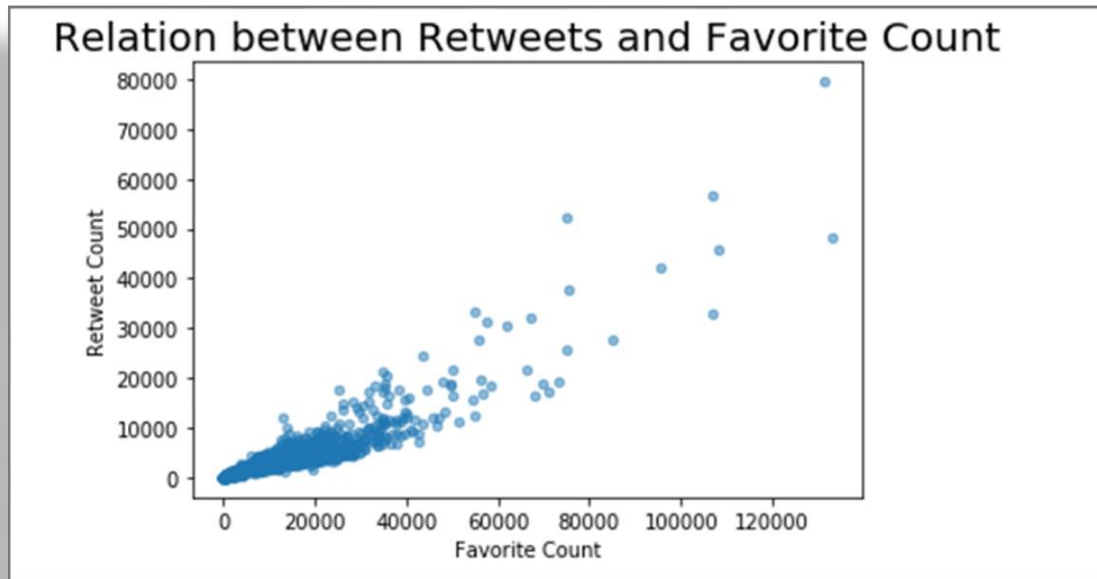 Relation between Retweets and Favorite Count
80000
70000
60000
50000
40000
30000
20000
10000
0
Retweet Count
0 20000 40000 60000 80000 100000 120000
Favorite Count